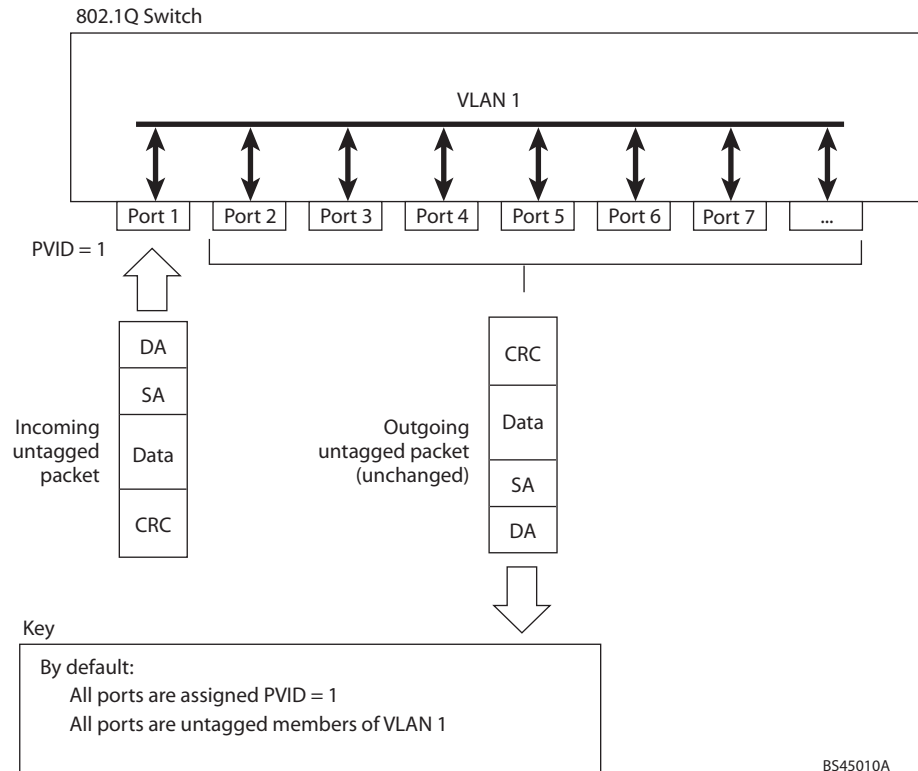 802.1Q Switch
VLAN 1
Port 1
Port 2
Port 3
Port 4
Port 5
Port 6
Port 7
...
PVID = 1
DA
SA
Data
CRC
Incoming
untagged
packet
CRC
Data
SA
DA
Outgoing
untagged packet
(unchanged)
Key
By default:
All ports are assigned PVID = 1
All ports are untagged members of VLAN 1
BS45010A